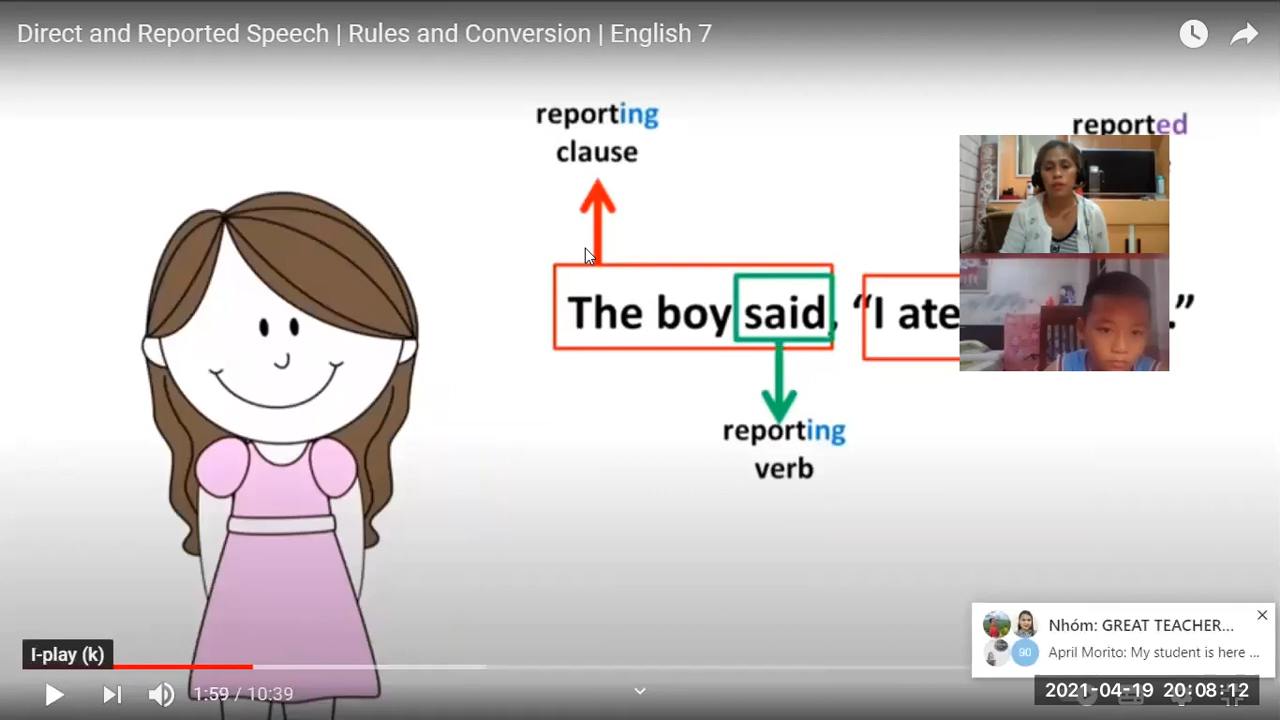 Direct and Reported Speech | Rules and Conversion | English 7
reporting
clause
reported
The boy said, “I ate .”
reporting
verb
I-play (k)
1:59 / 10:39
Nhóm: GREAT TEACHER...
90
April Morito: My student is here ...
2021-04-19 20:08:12